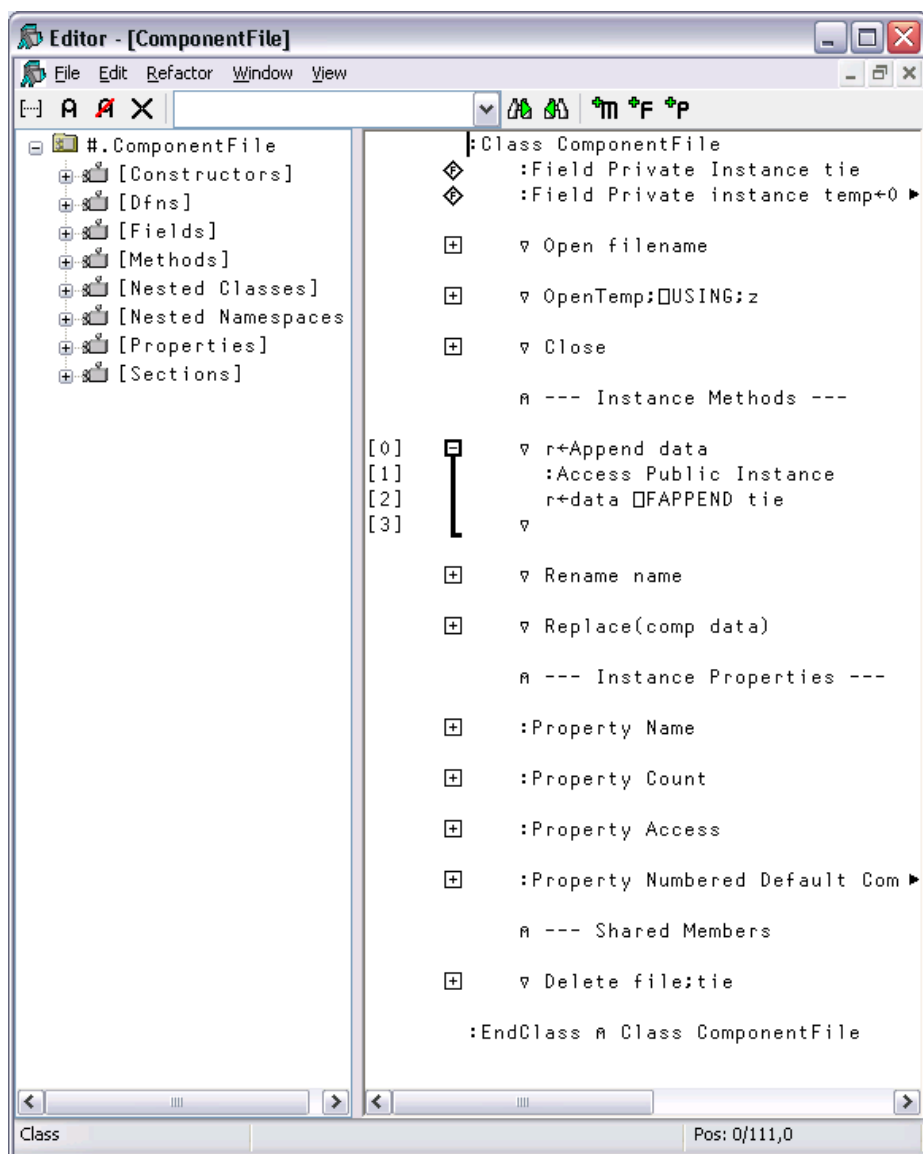 Editor - [ComponentFile]
File Edit Refactor Window View
[···] A A X
⁺m ⁺F ⁺P
#.ComponentFile
[Constructors]
[Dfns]
[Fields]
[Methods]
[Nested Classes]
[Nested Namespaces
[Properties]
[Sections]
:Class ComponentFile
:Field Private Instance tie
:Field Private instance temp←0
∇ Open filename
∇ OpenTemp;⎕USING;z
∇ Close
⍝ --- Instance Methods ---
[0] ∇ r←Append data
[1] :Access Public Instance
[2] r←data ⎕FAPPEND tie
[3] ∇
∇ Rename name
∇ Replace(comp data)
⍝ --- Instance Properties ---
:Property Name
:Property Count
:Property Access
:Property Numbered Default Com
⍝ --- Shared Members
∇ Delete file;tie
:EndClass ⍝ Class ComponentFile
Class
Pos: 0/111,0